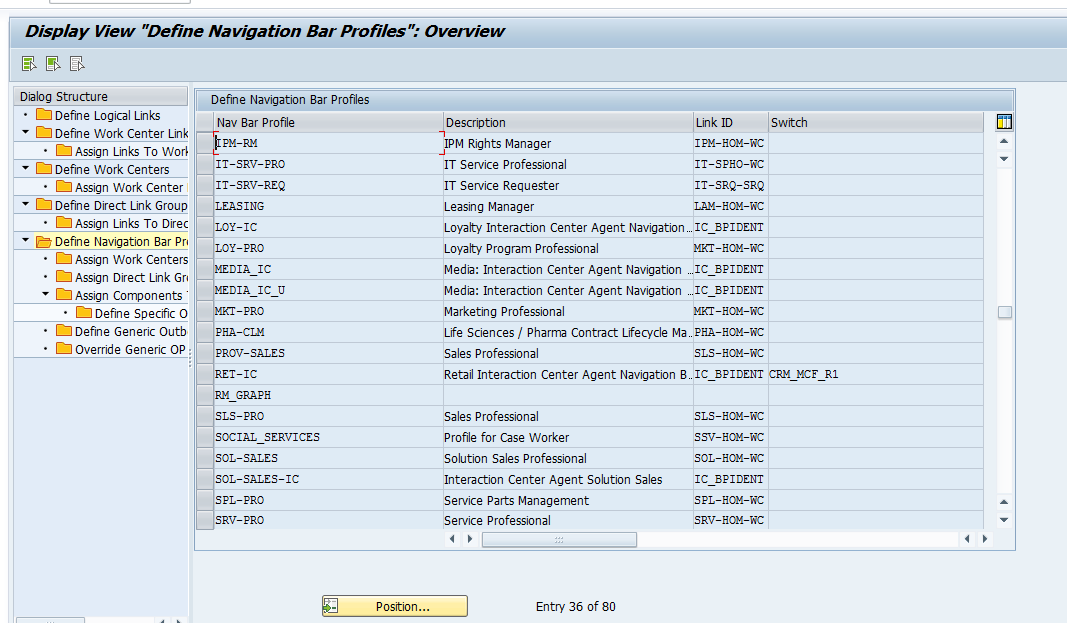 Display View "Define Navigation Bar Profiles": Overview
Dialog Structure
Define Logical Links
Define Work Center Link
Assign Links To Work
Define Work Centers
Assign Work Center
Define Direct Link Group
Assign Links To Direc
Define Navigation Bar Pr
Assign Work Centers
Assign Direct Link Gr
Assign Components
Define Specific O
Define Generic Outb
Override Generic OP
Define Navigation Bar Profiles
Nav Bar Profile Description Link ID Switch
IPM-RM IPM Rights Manager IPM-HOM-WC
IT-SRV-PRO IT Service Professional IT-SPHO-WC
IT-SRV-REQ IT Service Requester IT-SRQ-SRQ
LEASING Leasing Manager LAM-HOM-WC
LOY-IC Loyalty Interaction Center Agent Navigation... IC_BPIDENT
LOY-PRO Loyalty Program Professional MKT-HOM-WC
MEDIA_IC Media: Interaction Center Agent Navigation ... IC_BPIDENT
MEDIA_IC_U Media: Interaction Center Agent Navigation ... IC_BPIDENT
MKT-PRO Marketing Professional MKT-HOM-WC
PHA-CLM Life Sciences / Pharma Contract Lifecycle Ma... PHA-HOM-WC
PROV-SALES Sales Professional SLS-HOM-WC
RET-IC Retail Interaction Center Agent Navigation B... IC_BPIDENT CRM_MCF_R1
RM_GRAPH
SLS-PRO Sales Professional SLS-HOM-WC
SOCIAL_SERVICES Profile for Case Worker SSV-HOM-WC
SOL-SALES Solution Sales Professional SOL-HOM-WC
SOL-SALES-IC Interaction Center Agent Solution Sales IC_BPIDENT
SPL-PRO Service Parts Management SPL-HOM-WC
SRV-PRO Service Professional SRV-HOM-WC
Position... Entry 36 of 80